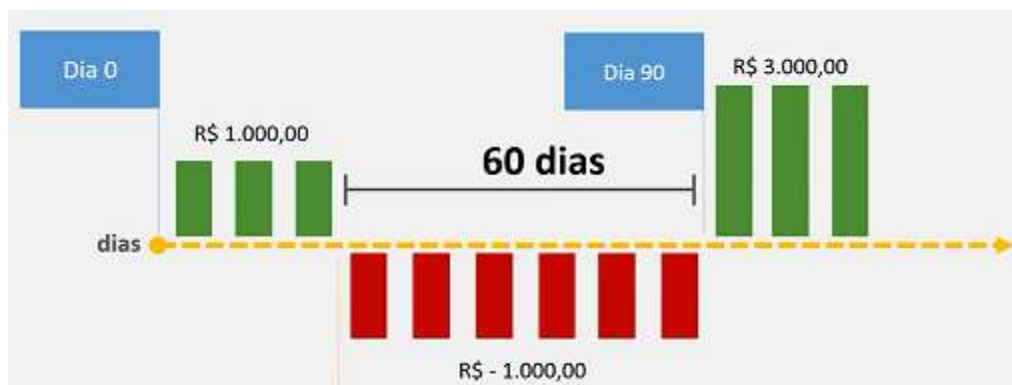 Dia 0
Dia 90
R$ 3.000,00
R$ 1.000,00
60 dias
dias
R$ - 1.000,00